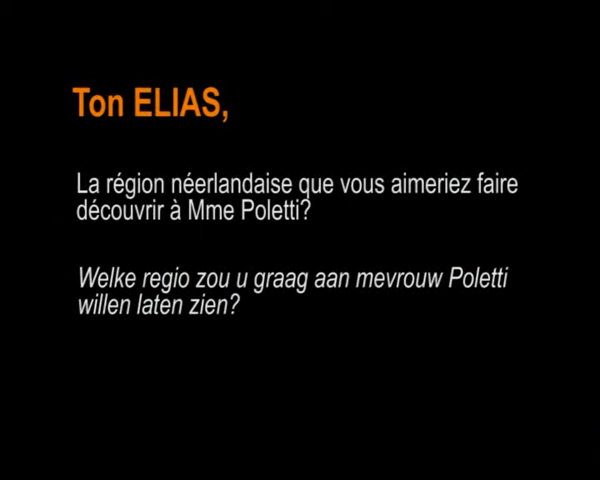 Ton ELIAS,
La région néerlandaise que vous aimeriez faire
découvrir à Mme Poletti?
Welke regio zou u graag aan mevrouw Poletti
willen laten zien?